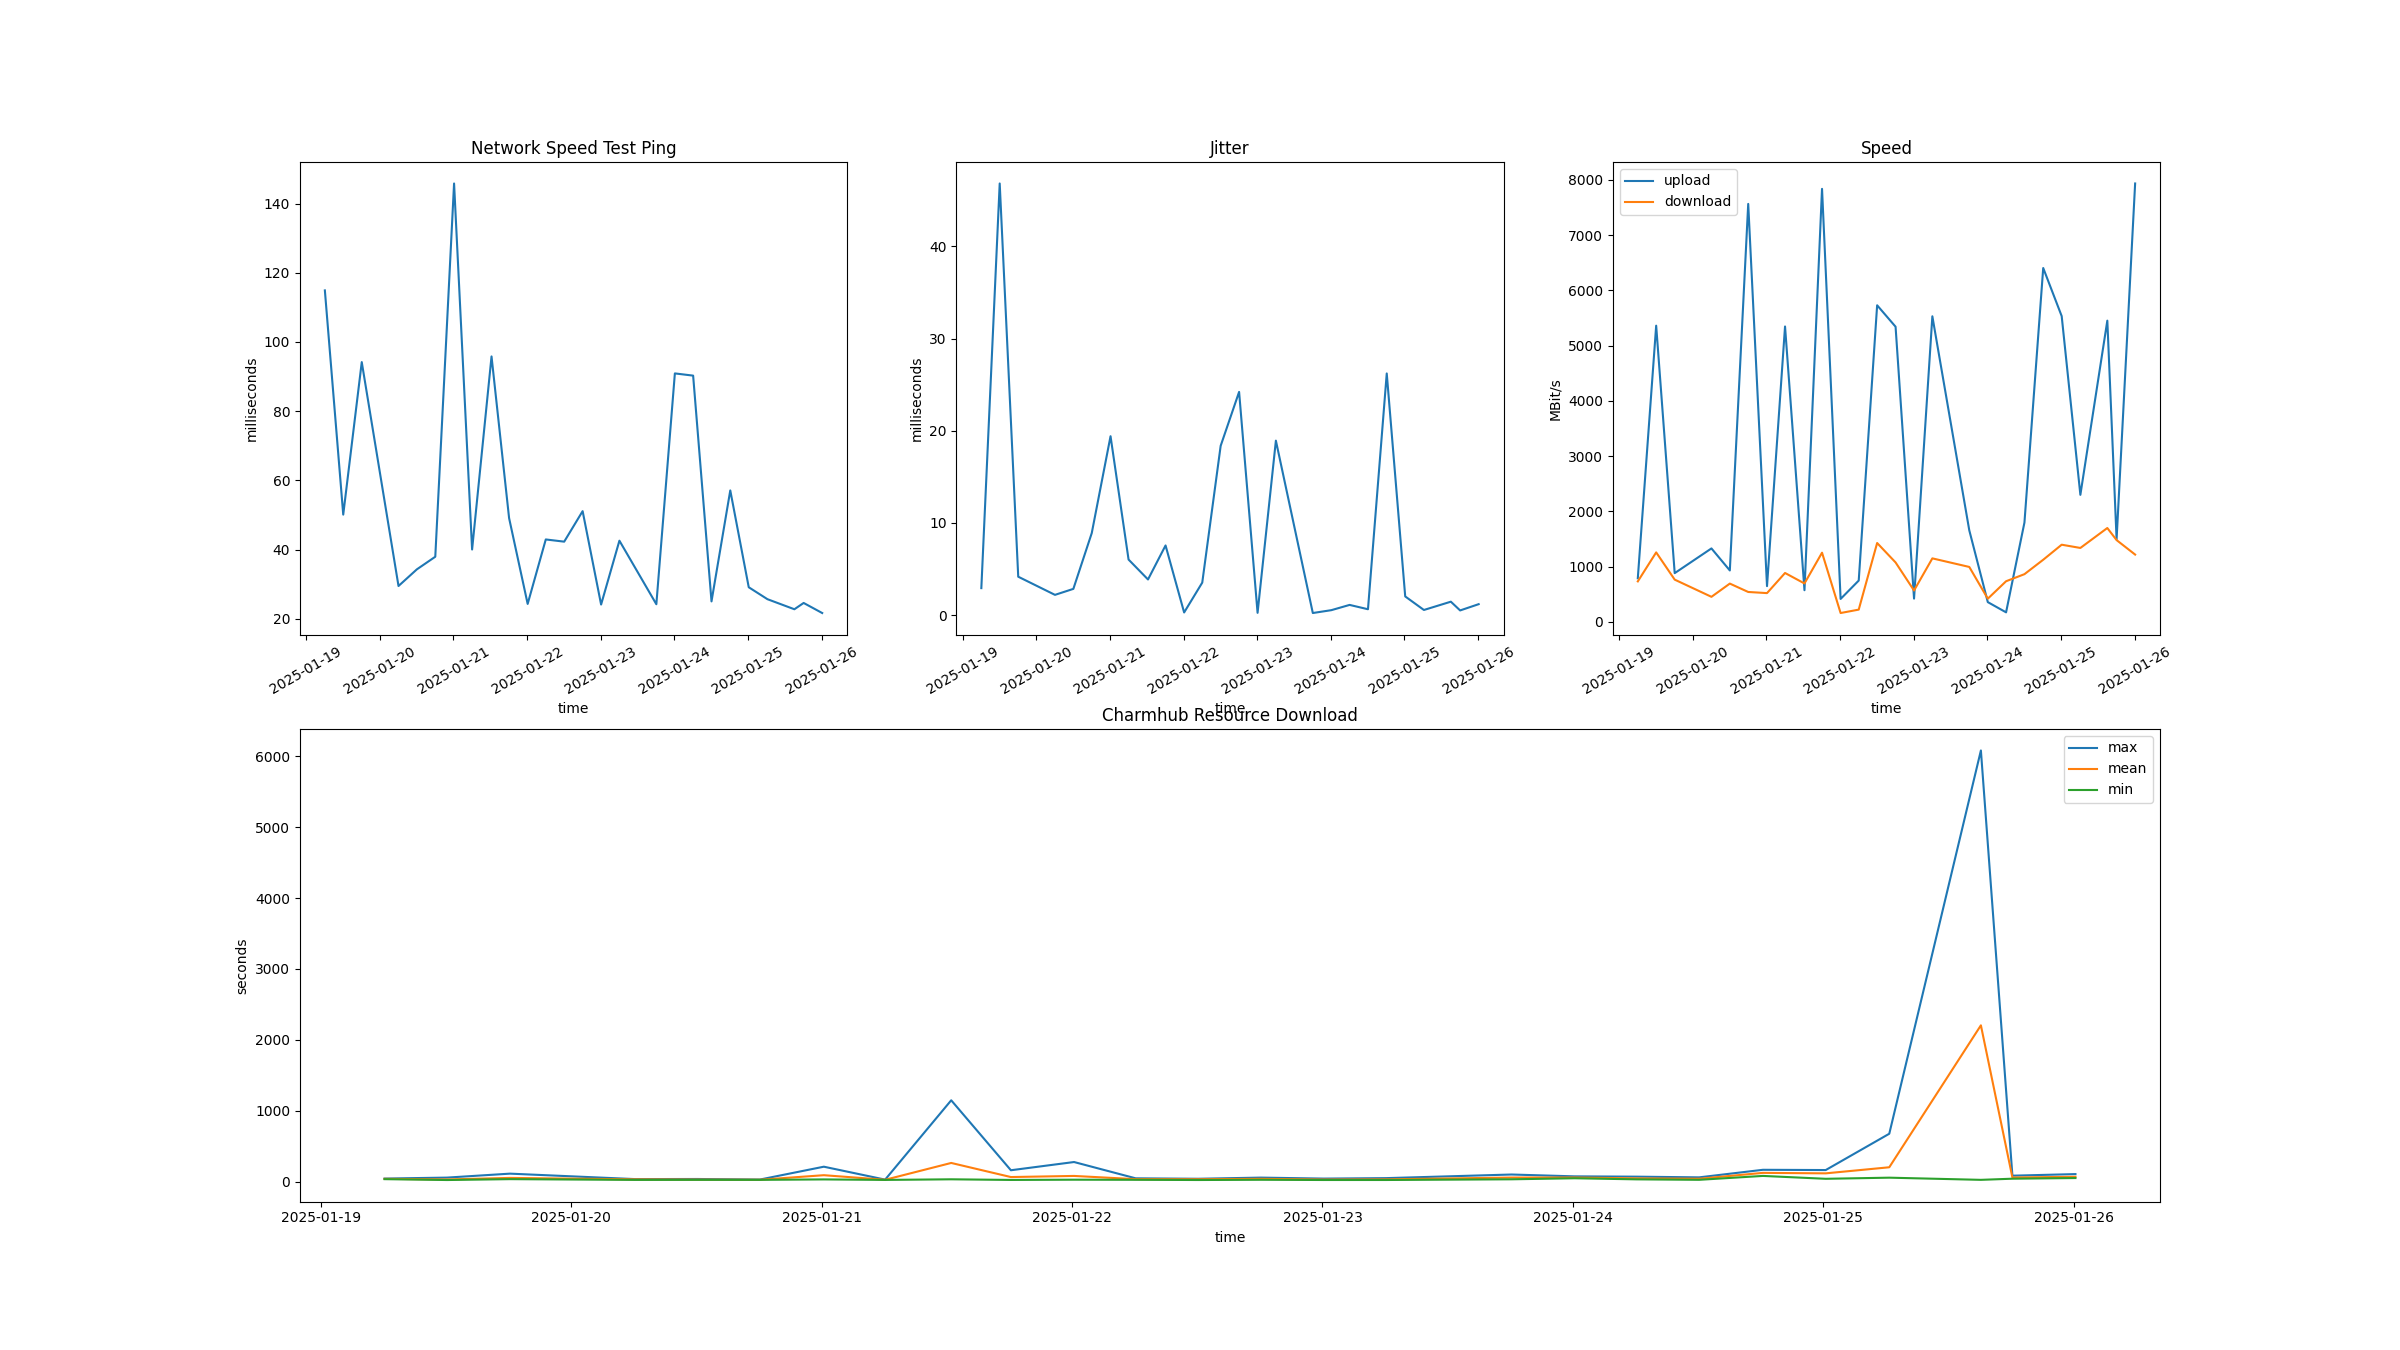 Network Speed Test Ping
140
120
100
80
60
40
20
milliseconds
2025-01-19 2025-01-20 2025-01-21 2025-01-22 2025-01-23 2025-01-24 2025-01-25 2025-01-26
time
Jitter
40
30
20
10
0
milliseconds
2025-01-19 2025-01-20 2025-01-21 2025-01-22 2025-01-23 2025-01-24 2025-01-25 2025-01-26
time
Speed
upload
download
8000
7000
6000
5000
4000
3000
2000
1000
0
MBit/s
2025-01-19 2025-01-20 2025-01-21 2025-01-22 2025-01-23 2025-01-24 2025-01-25 2025-01-26
time
Charmhub Resource Download
max
mean
min
6000
5000
4000
3000
2000
1000
0
seconds
2025-01-19 2025-01-20 2025-01-21 2025-01-22 2025-01-23 2025-01-24 2025-01-25 2025-01-26
time